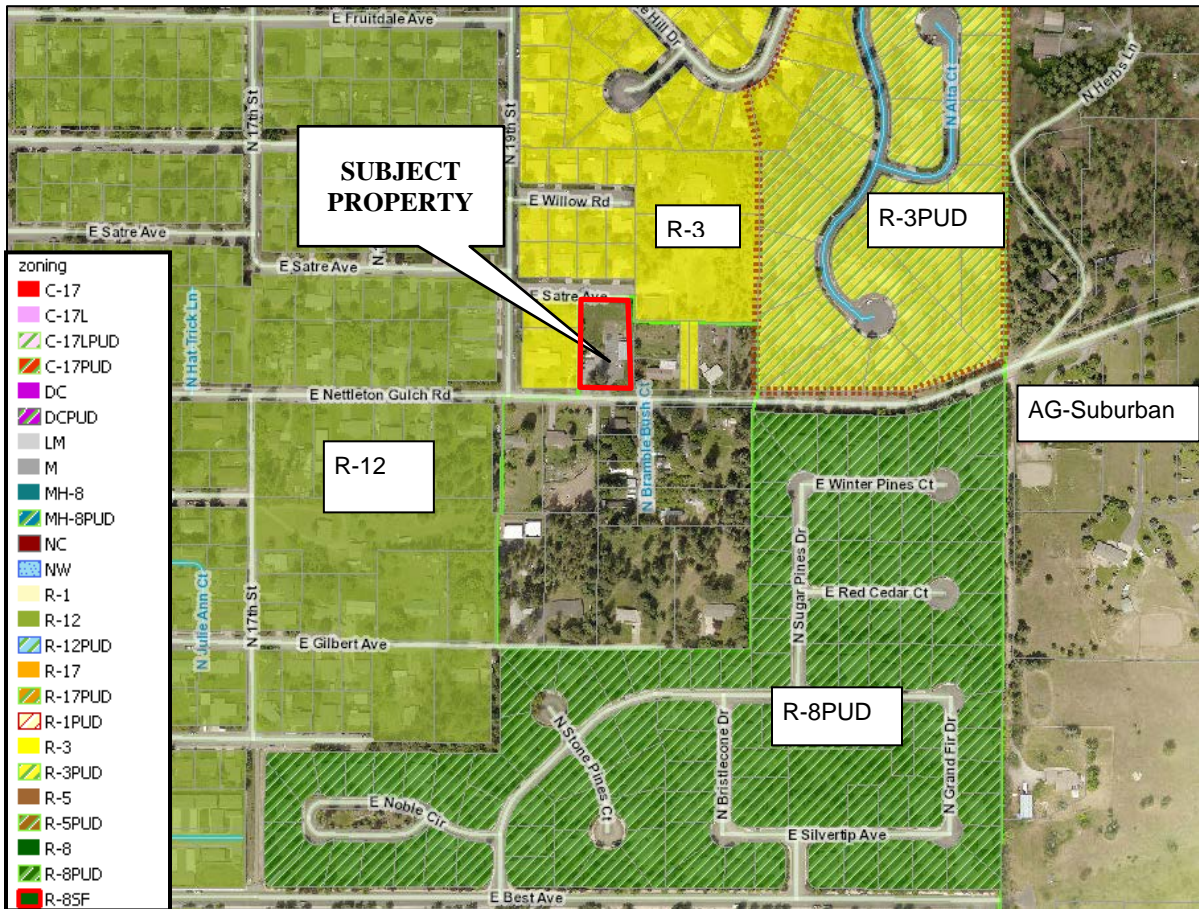 E Fruitdale Ave
N 17th St
N 19th St
e Hill Dr
N Alta Ct
N Herbs Ln
SUBJECT
PROPERTY
E Willow Rd
R-3
R-3PUD
E Satre Ave
E Satre Ave
E Satre Ave
N Hat Trick Ln
E Nettleton Gulch Rd
N Bramble Bush Ct
AG-Suburban
R-12
E Winter Pines Ct
N Sugar Pines Dr
E Red Cedar Ct
N Julie Ann Ct
N 17th St
E Gilbert Ave
R-8PUD
N Stone Pines Ct
N Bristlecone Dr
N Grand Fir Dr
E Noble Cir
E Silvertip Ave
E Best Ave
zoning
C-17
C-17L
C-17LPUD
C-17PUD
DC
DCPUD
LM
M
MH-8
MH-8PUD
NC
NW
R-1
R-12
R-12PUD
R-17
R-17PUD
R-1PUD
R-3
R-3PUD
R-5
R-5PUD
R-8
R-8PUD
R-8SF